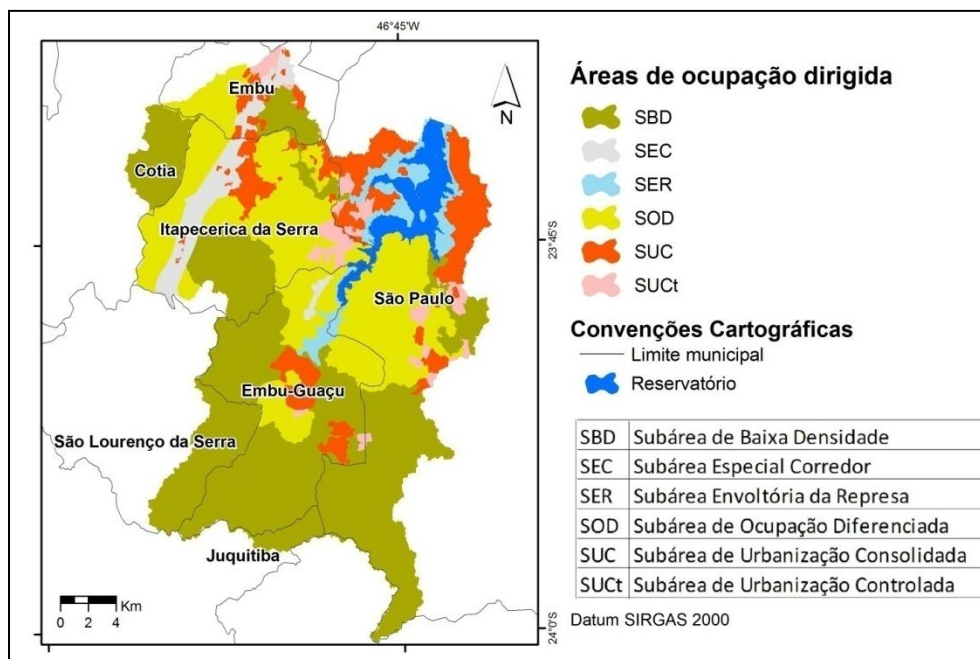 46°45'W
Embu
Cotia
Itapecerica da Serra
São Paulo
Embu-Guaçu
São Lourenço da Serra
Juquitiba
N
23°45'S
24°0'S
0 2 4 Km
Áreas de ocupação dirigida
SBD
SEC
SER
SOD
SUC
SUCt
Convenções Cartográficas
Limite municipal
Reservatório
SBD Subárea de Baixa Densidade
SEC Subárea Especial Corredor
SER Subárea Envoltória da Represa
SOD Subárea de Ocupação Diferenciada
SUC Subárea de Urbanização Consolidada
SUCt Subárea de Urbanização Controlada
Datum SIRGAS 2000